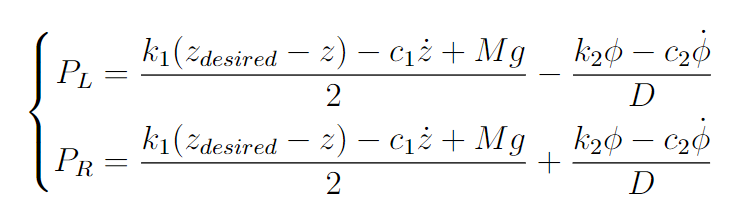 P_L = \frac{k_1(z_{desired} - z) - c_1\dot{z} + Mg}{2} - \frac{k_2\phi - c_2\dot{\phi}}{D}
P_R = \frac{k_1(z_{desired} - z) - c_1\dot{z} + Mg}{2} + \frac{k_2\phi - c_2\dot{\phi}}{D}